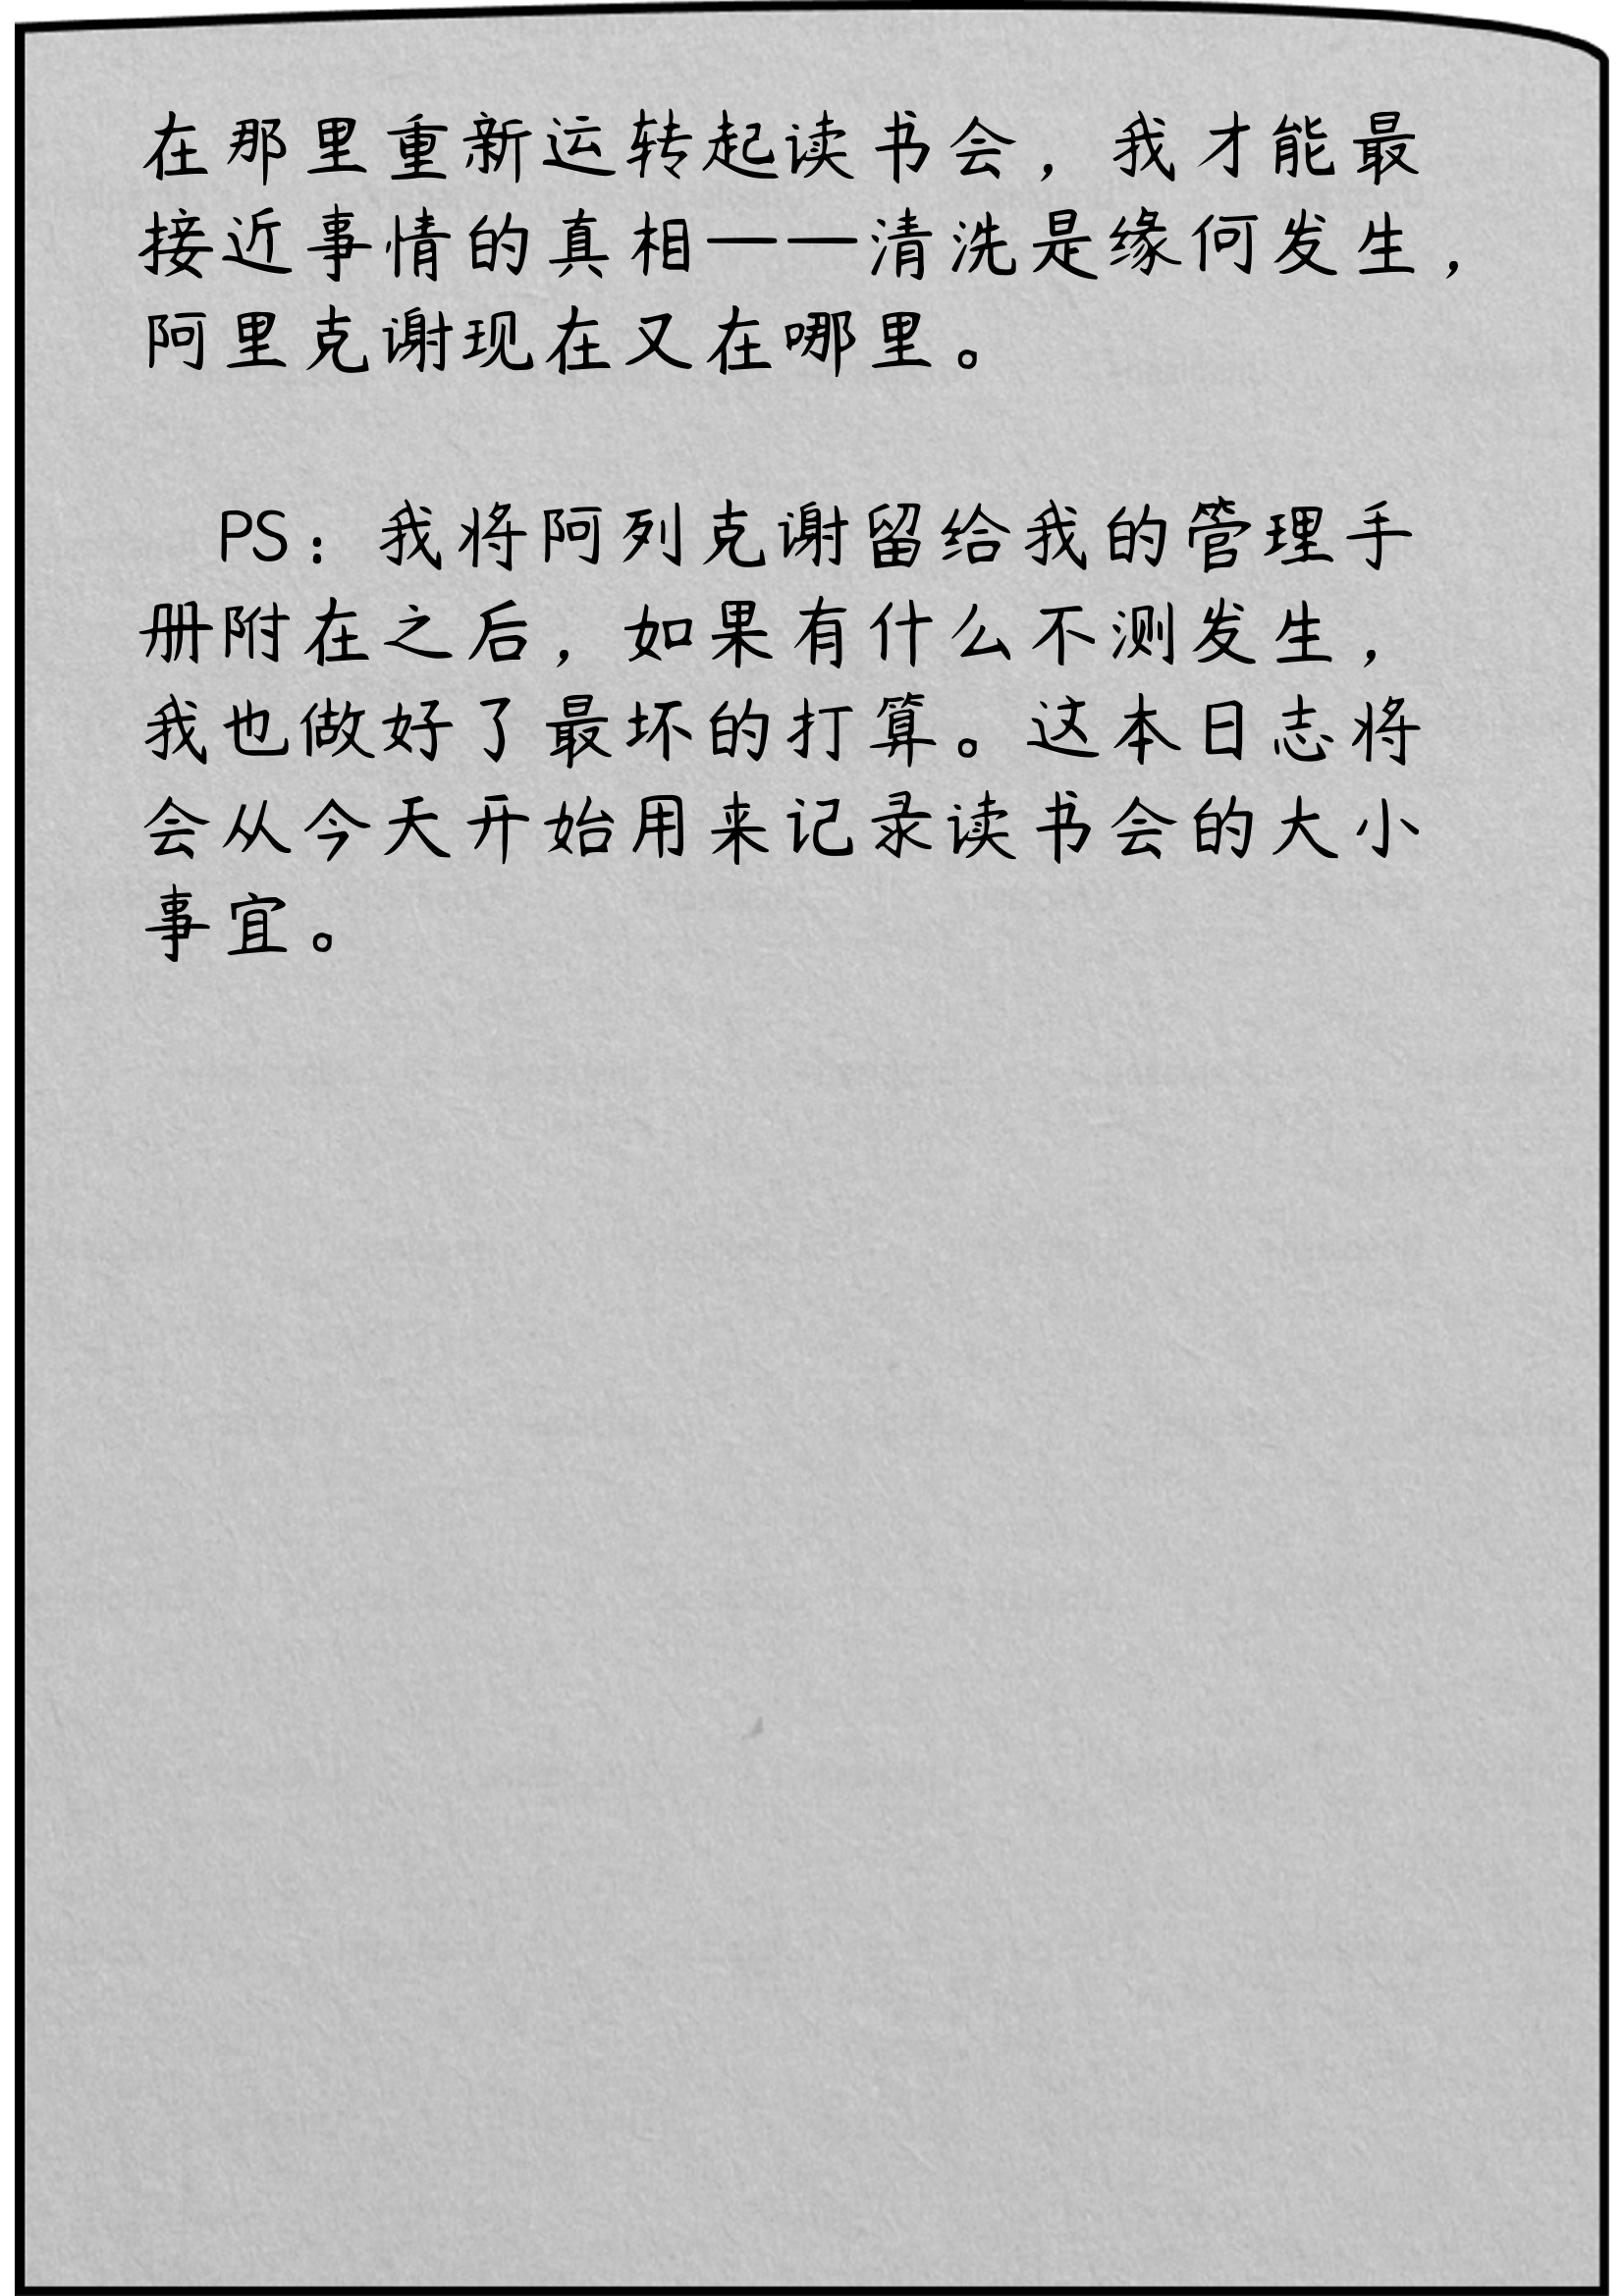 在那里重新运转起读书会，我才能最
接近事情的真相——清洗是缘何发生，
阿里克谢现在又在哪里。
PS：我将阿列克谢留给我的管理手
册附在之后，如果有什么不测发生，
我也做好了最坏的打算。这本日志将
会从今天开始用来记录读书会的大小
事宜。